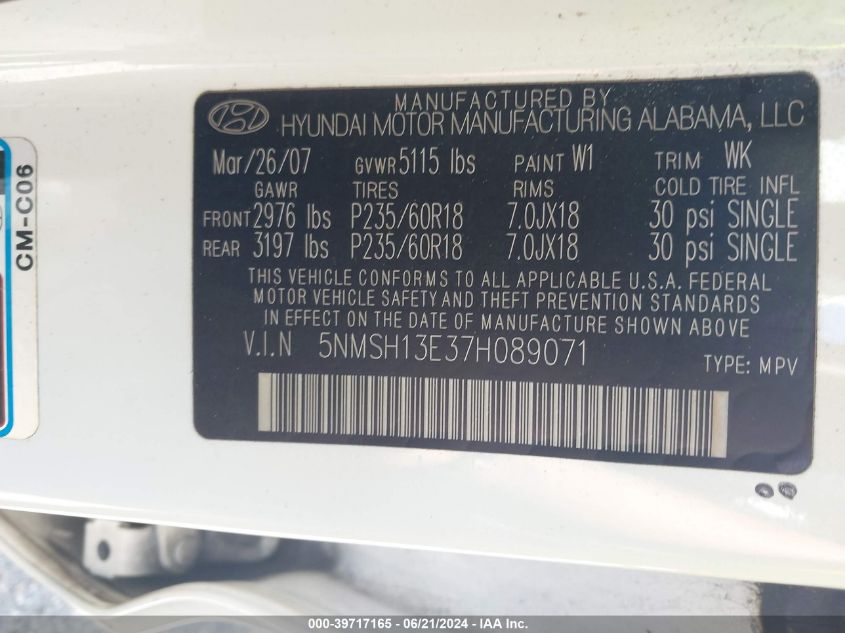 MANUFACTURED BY
HYUNDAI MOTOR MANUFACTURING ALABAMA, LLC
Mar/26/07 GVWR 5115 lbs PAINT W1 TRIM WK
GAWR TIRES RIMS COLD TIRE INFL
FRONT 2976 lbs P235/60R18 7.0JX18 30 psi SINGLE
REAR 3197 lbs P235/60R18 7.0JX18 30 psi SINGLE
THIS VEHICLE CONFORMS TO ALL APPLICABLE U.S.A. FEDERAL
MOTOR VEHICLE SAFETY AND THEFT PREVENTION STANDARDS
IN EFFECT ON THE DATE OF MANUFACTURE SHOWN ABOVE
V.I.N 5NMSH13E37H089071
TYPE: MPV
CM-C06
000-39717165 - 06/21/2024 - IAA Inc.